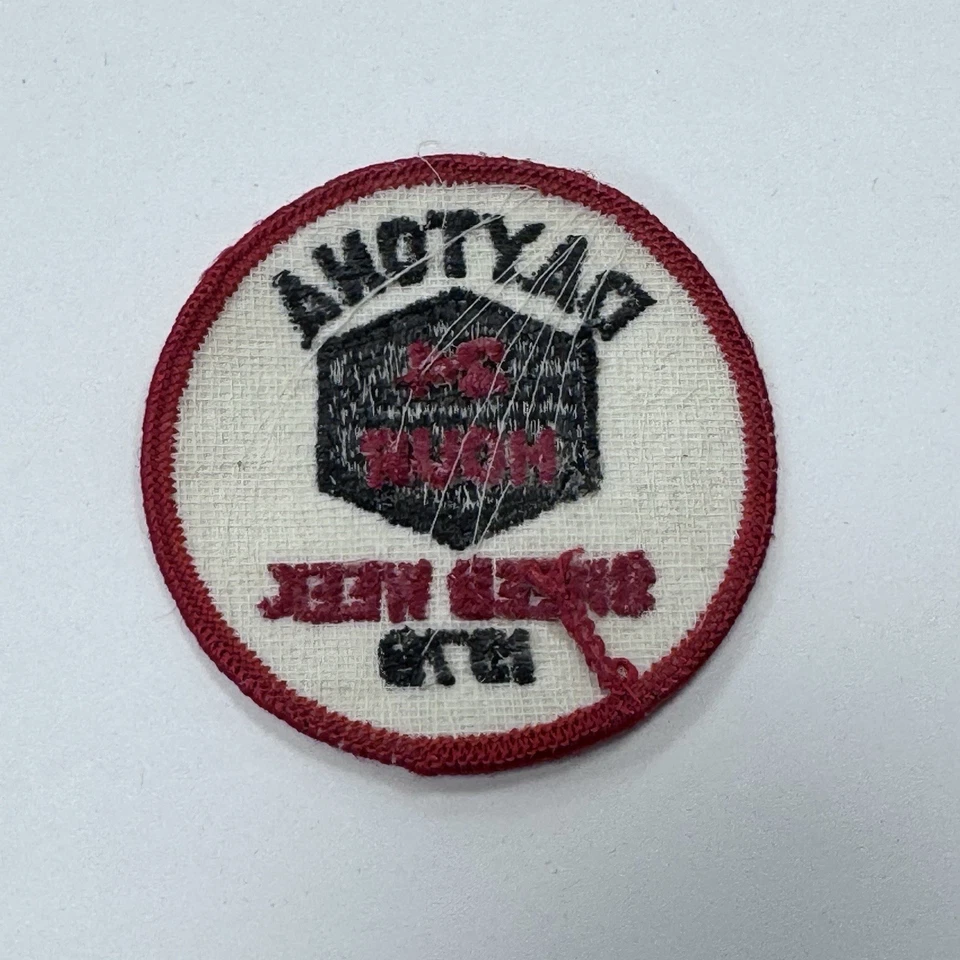 DAYTONA
24
HOUR
SPEED WEEK